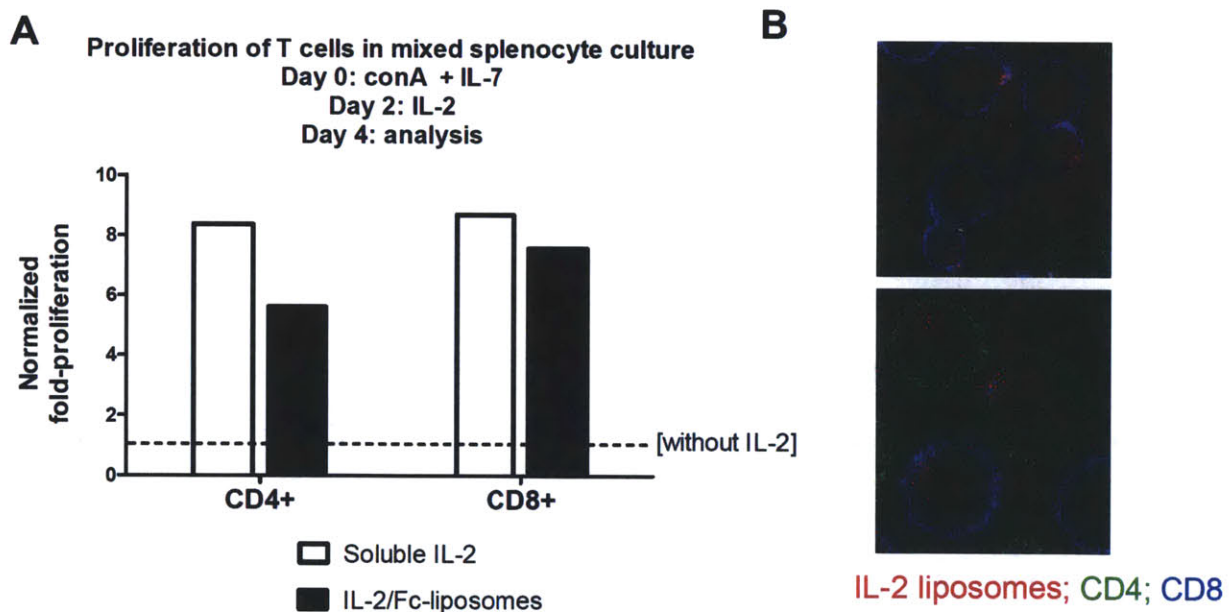 A
Proliferation of T cells in mixed splenocyte culture
Day 0: conA + IL-7
Day 2: IL-2
Day 4: analysis
Normalized
fold-proliferation
10
8
6
4
2
0
[without IL-2]
CD4+
CD8+
Soluble IL-2
IL-2/Fc-liposomes
B
IL-2 liposomes; CD4; CD8